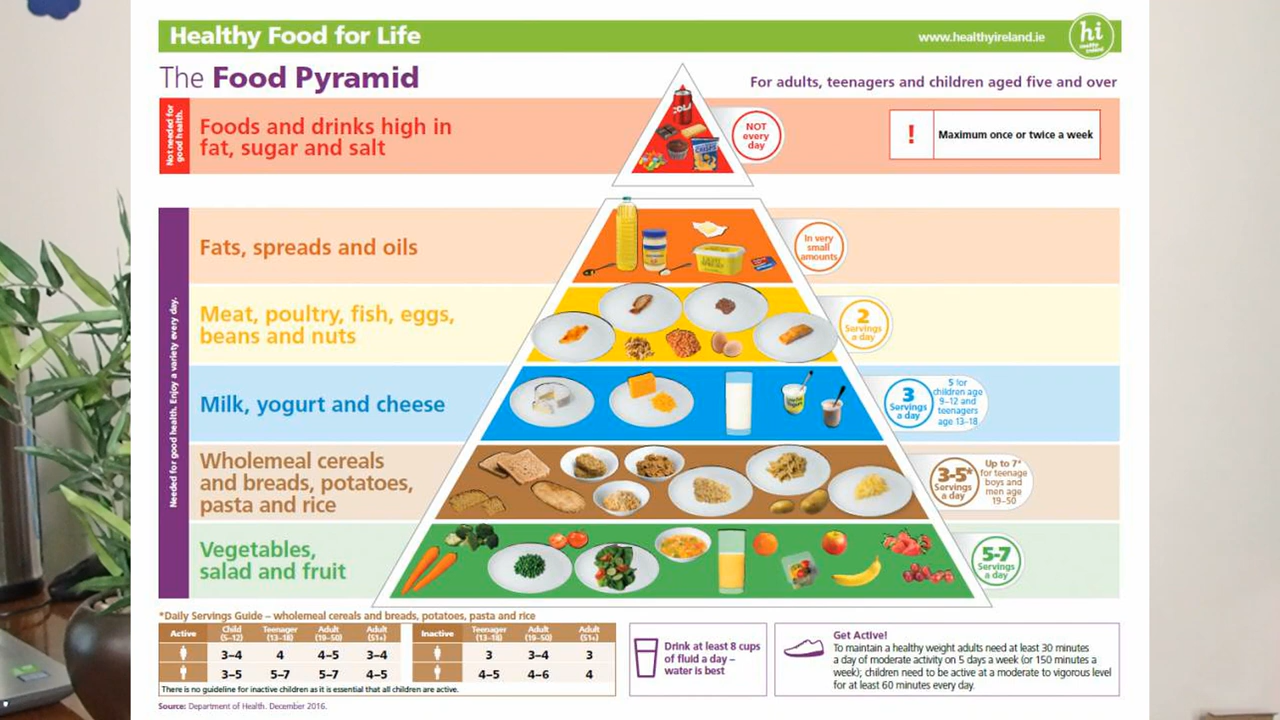 Healthy Food for Life
www.healthyireland.ie
hi
The Food Pyramid
For adults, teenagers and children aged five and over
Not needed for
good health.
Foods and drinks high in
fat, sugar and salt
NOT
every
day
!
Maximum once or twice a week
Needed for good health. Enjoy a variety every day.
Fats, spreads and oils
In very
small
amounts
Meat, poultry, fish, eggs,
beans and nuts
2
Servings
a day
Milk, yogurt and cheese
3
Servings
a day
5 for
children age
9–12 and
teenagers
age 13–18
Wholemeal cereals
and breads, potatoes,
pasta and rice
3-5*
Servings
a day
Up to 7*
for teenage
boys and
men age
19–50
Vegetables,
salad and fruit
5-7
Servings
a day
*Daily Servings Guide – wholemeal cereals and breads, potatoes, pasta and rice
Active Child (5–12) Teenager (13–18) Adult (19–50) Adult (51+)
3–4 4 4–5 3–4
3–5 5–7 5–7 4–5
Inactive Teenager (13–18) Adult (19–50) Adult (51+)
3 3–4 3
4–5 4–6 4
There is no guideline for inactive children as it is essential that all children are active.
Drink at least 8 cups
of fluid a day –
water is best
Get Active!
To maintain a healthy weight adults need at least 30 minutes
a day of moderate activity on 5 days a week (or 150 minutes a
week); children need to be active at a moderate to vigorous level
for at least 60 minutes every day.
Source: Department of Health. December 2016.